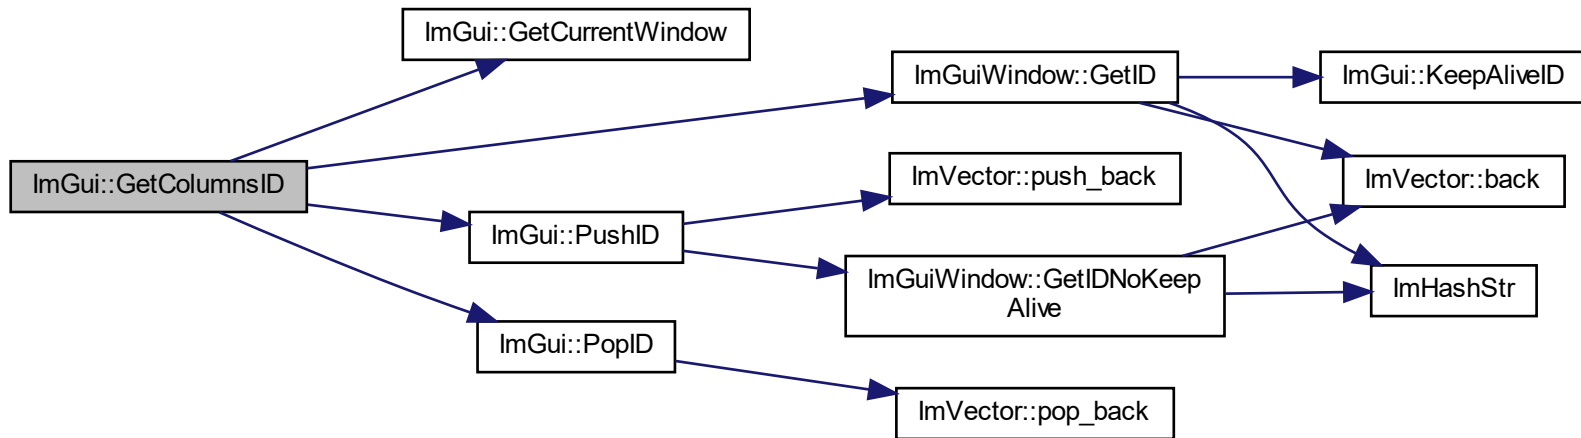 ImGui::GetCurrentWindow
ImGuiWindow::GetID
ImGui::KeepAliveID
ImGui::GetColumnsID
ImVector::push_back
ImVector::back
ImGui::PushID
ImGuiWindow::GetIDNoKeep
Alive
ImHashStr
ImGui::PopID
ImVector::pop_back